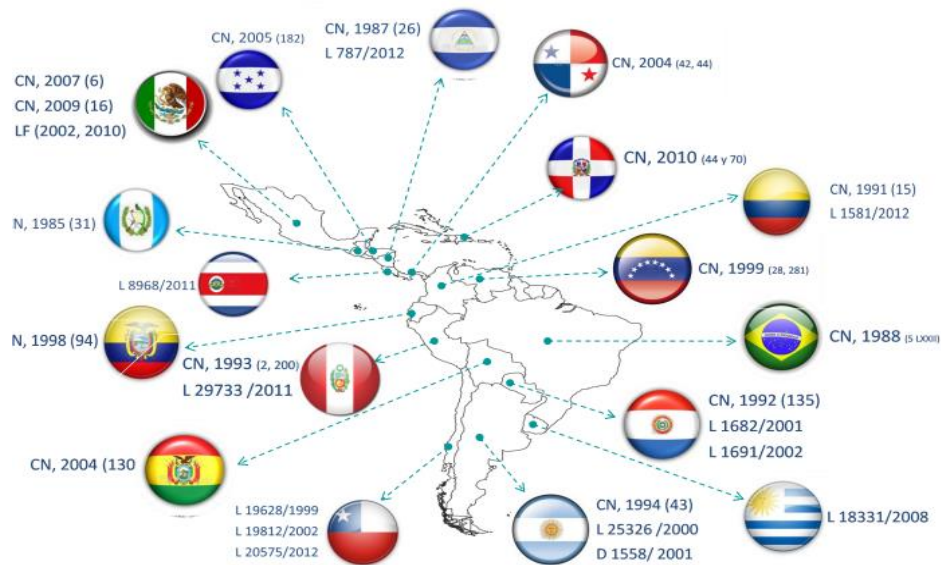 CN, 2005 (182)
CN, 1987 (26)
L 787/2012
CN, 2004 (42, 44)
CN, 2007 (6)
CN, 2009 (16)
LF (2002, 2010)
CN, 2010 (44 y 70)
CN, 1991 (15)
L 1581/2012
N, 1985 (31)
L 8968/2011
CN, 1999 (28, 281)
N, 1998 (94)
CN, 1993 (2, 200)
L 29733 /2011
CN, 1988 (5 LXXII)
CN, 1992 (135)
L 1682/2001
L 1691/2002
CN, 2004 (130
L 19628/1999
L 19812/2002
L 20575/2012
CN, 1994 (43)
L 25326 /2000
D 1558/ 2001
L 18331/2008